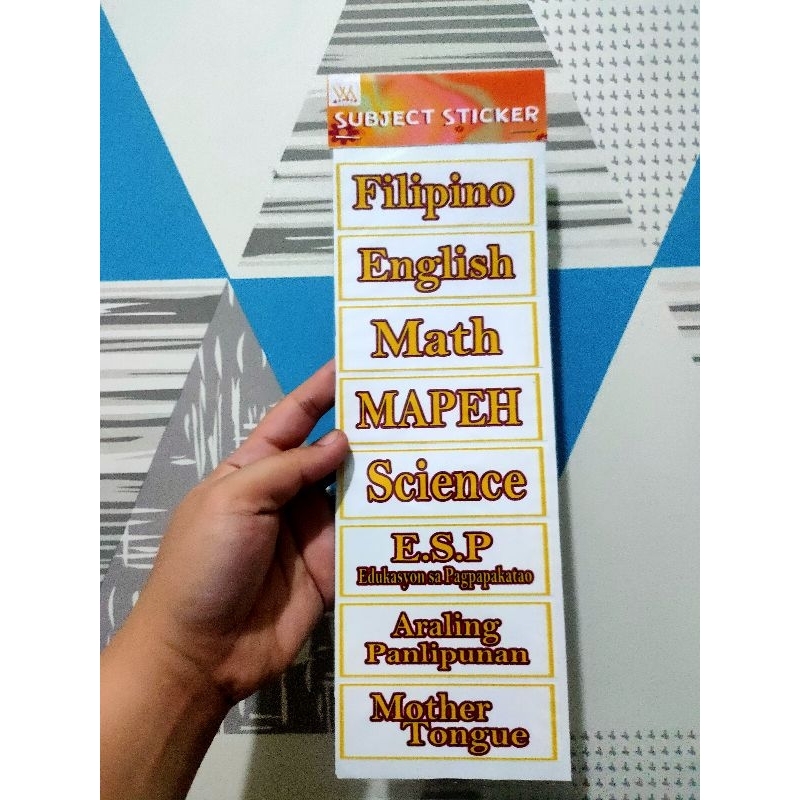 SUBJECT STICKER
Filipino
English
Math
MAPEH
Science
E.S.P
Edukasyon sa Pagpapakatao
Araling
Panlipunan
Mother
Tongue